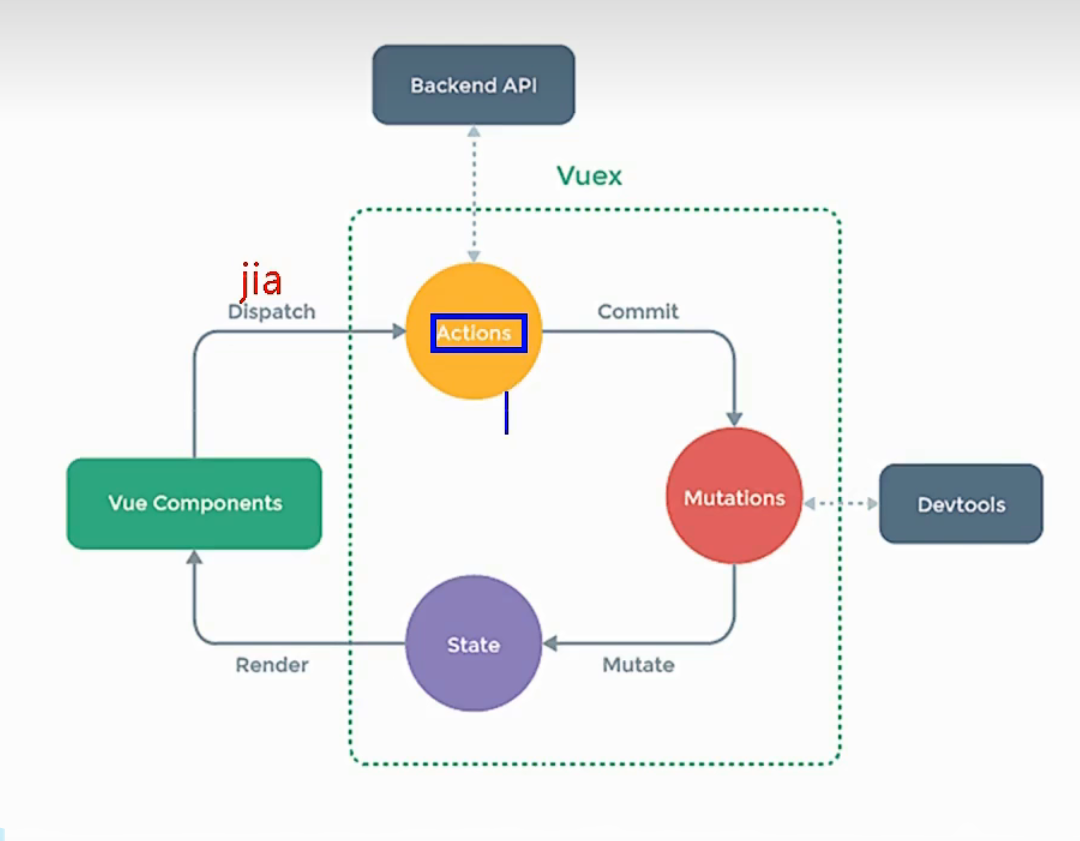 Backend API
Vuex
jia
Dispatch
Actions
Commit
Vue Components
Mutations
Devtools
State
Render
Mutate